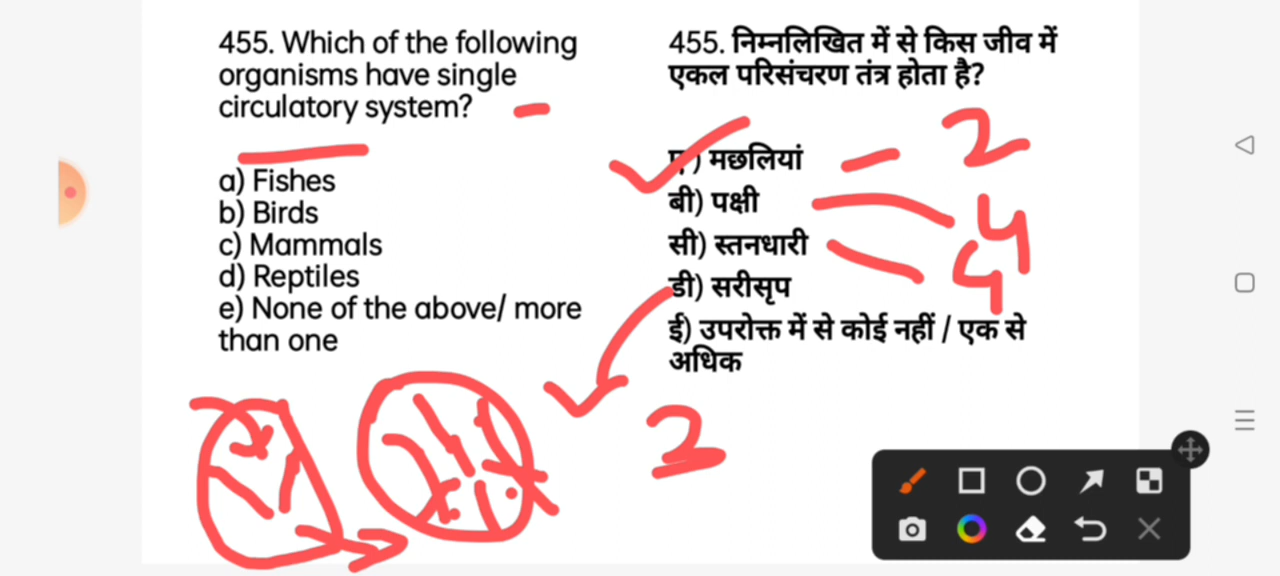 455. Which of the following
organisms have single
circulatory system?
a) Fishes
b) Birds
c) Mammals
d) Reptiles
e) None of the above/ more
than one
455. निम्नलिखित में से किस जीव में
एकल परिसंचरण तंत्र होता है?
ए) मछलियां
2
बी) पक्षी
4
सी) स्तनधारी
4
डी) सरीसृप
ई) उपरोक्त में से कोई नहीं / एक से
अधिक
2